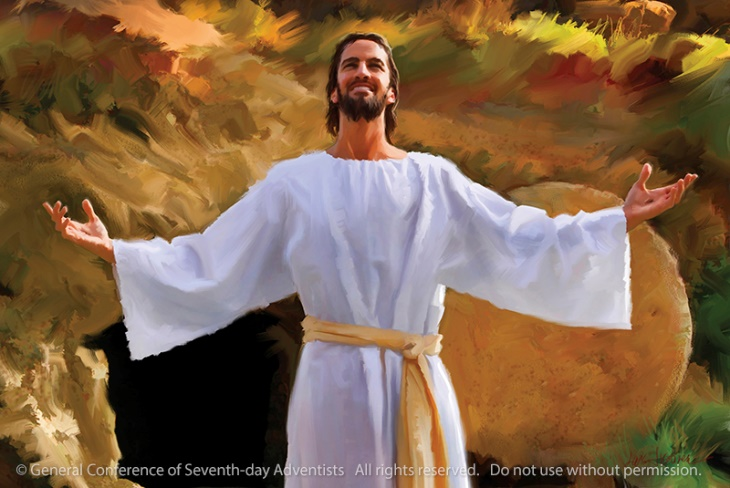 © General Conference of Seventh-day Adventists All rights reserved. Do not use without permission.